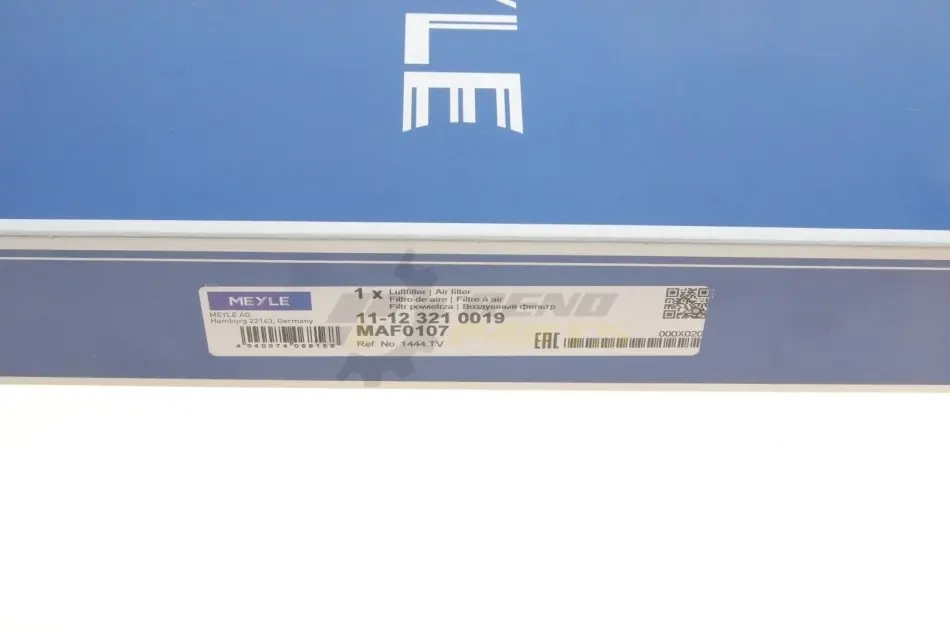 YLE
MEYLE
MEYLE AG
Hamburg 22143, Germany
1 x Luftfilter | Air filter
Filtro de aire | Filtre à air
Filtr powietrza | Воздушный фильтр
11-12 321 0019
MAF0107
Ref. No. 1444.TV
EAC
000X020